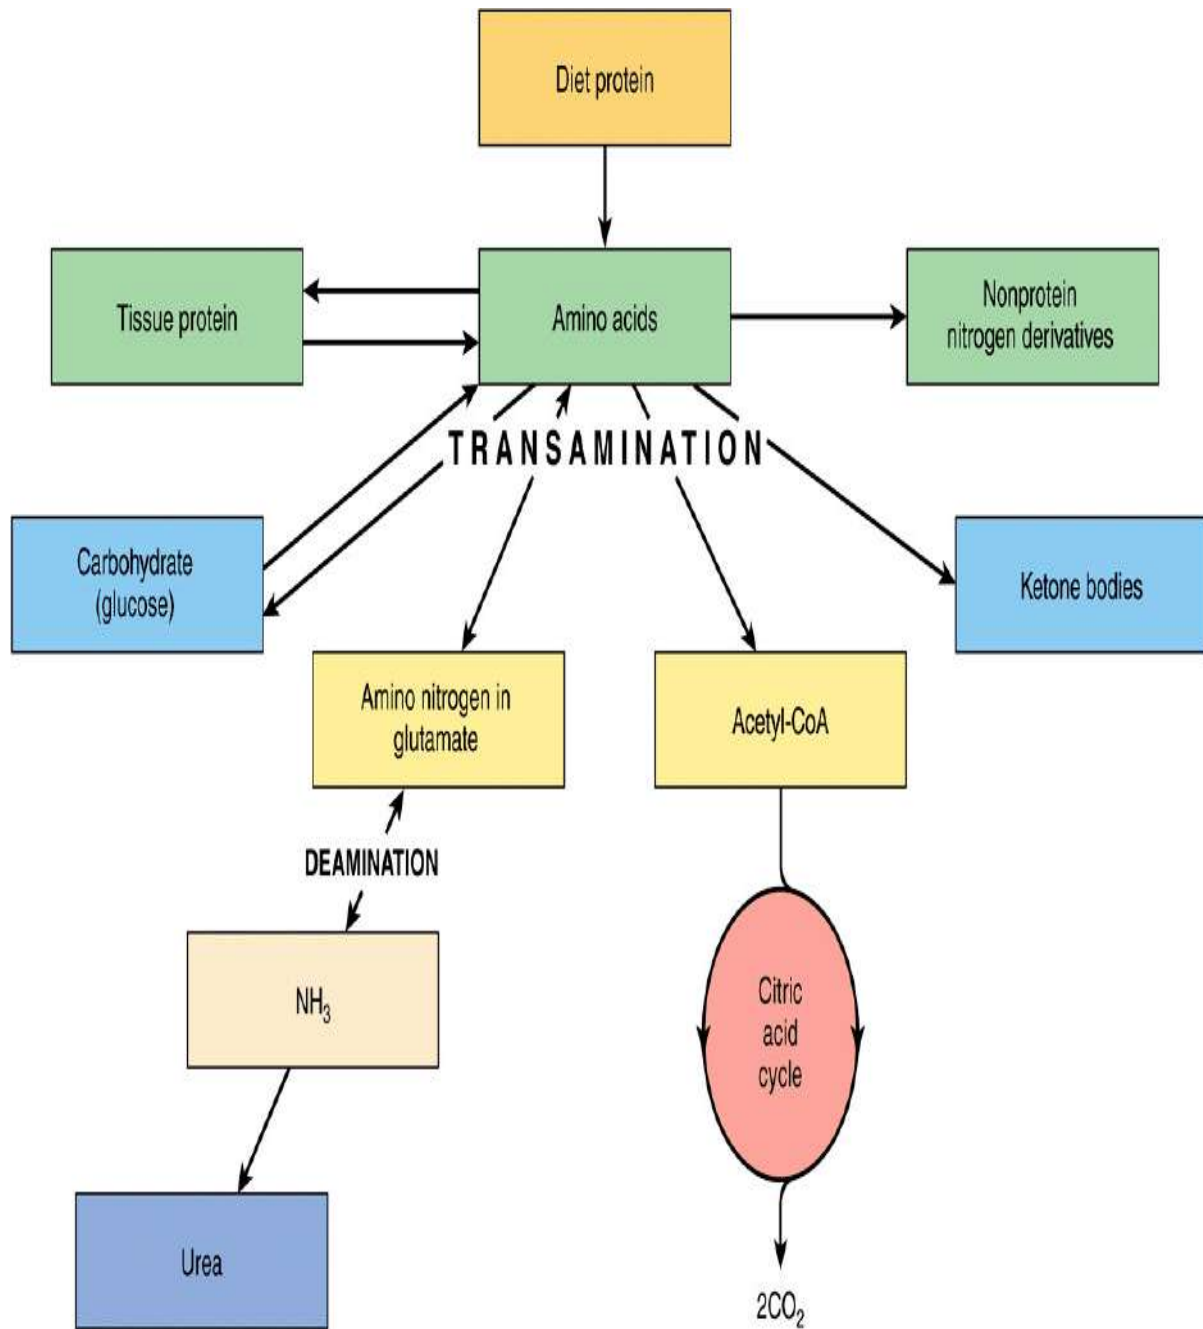 Diet protein
Tissue protein
Amino acids
Nonprotein
nitrogen derivatives
TRANSAMINATION
Carbohydrate
(glucose)
Ketone bodies
Amino nitrogen in
glutamate
Acetyl-CoA
DEAMINATION
NH₃
Citric
acid
cycle
Urea
2CO₂